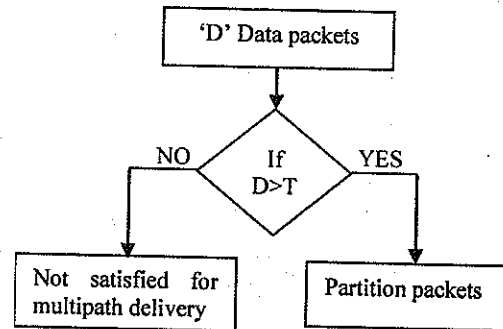 ‘D’ Data packets
If
D>T
NO
YES
Not satisfied for
multipath delivery
Partition packets